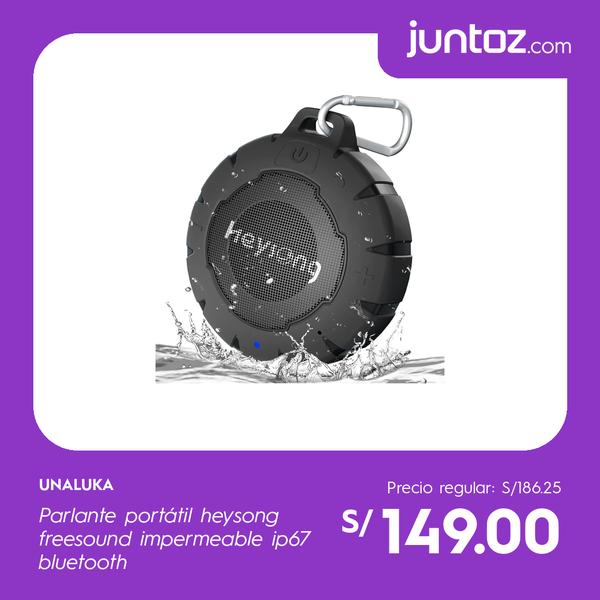 juntoz.com
heysong
UNALUKA
Parlante portátil heysong
freesound impermeable ip67
bluetooth
Precio regular: S/186.25
S/149.00